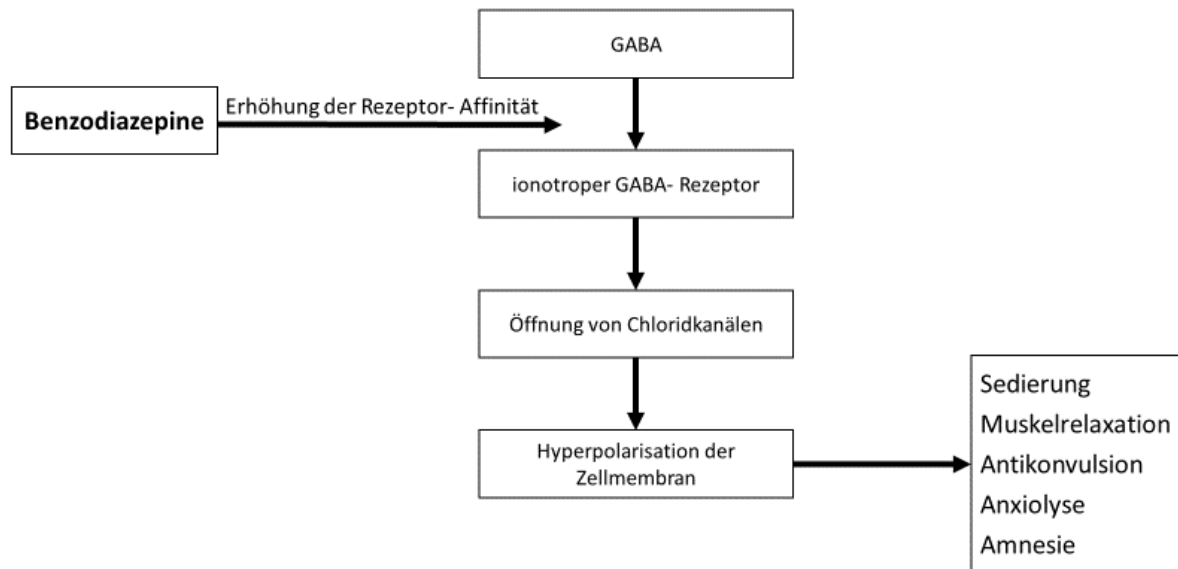 GABA
Benzodiazepine
Erhöhung der Rezeptor- Affinität
ionotroper GABA- Rezeptor
Öffnung von Chloridkanälen
Hyperpolarisation der
Zellmembran
Sedierung
Muskelrelaxation
Antikonvulsion
Anxiolyse
Amnesie